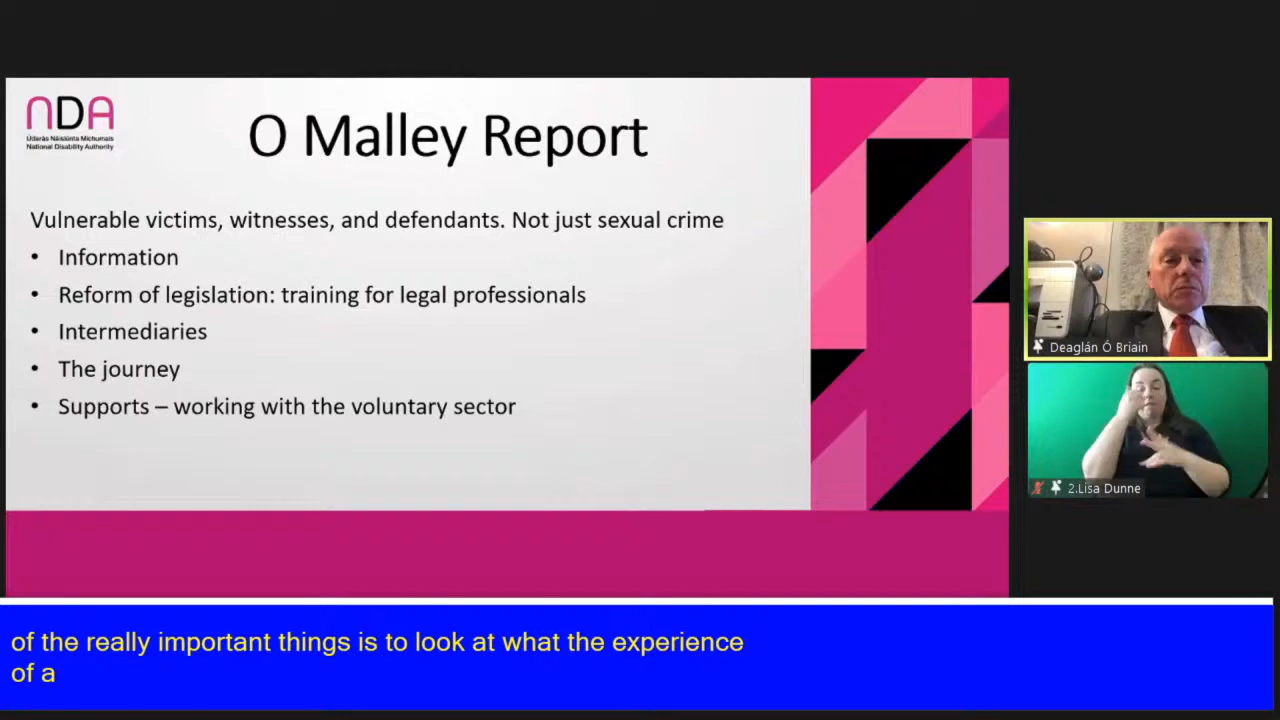 nDA
Údarás Náisiúnta Míchumais
National Disability Authority
O Malley Report
Vulnerable victims, witnesses, and defendants. Not just sexual crime
• Information
• Reform of legislation: training for legal professionals
• Intermediaries
• The journey
• Supports – working with the voluntary sector
Deaglán Ó Briain
2.Lisa Dunne
of the really important things is to look at what the experience
of a